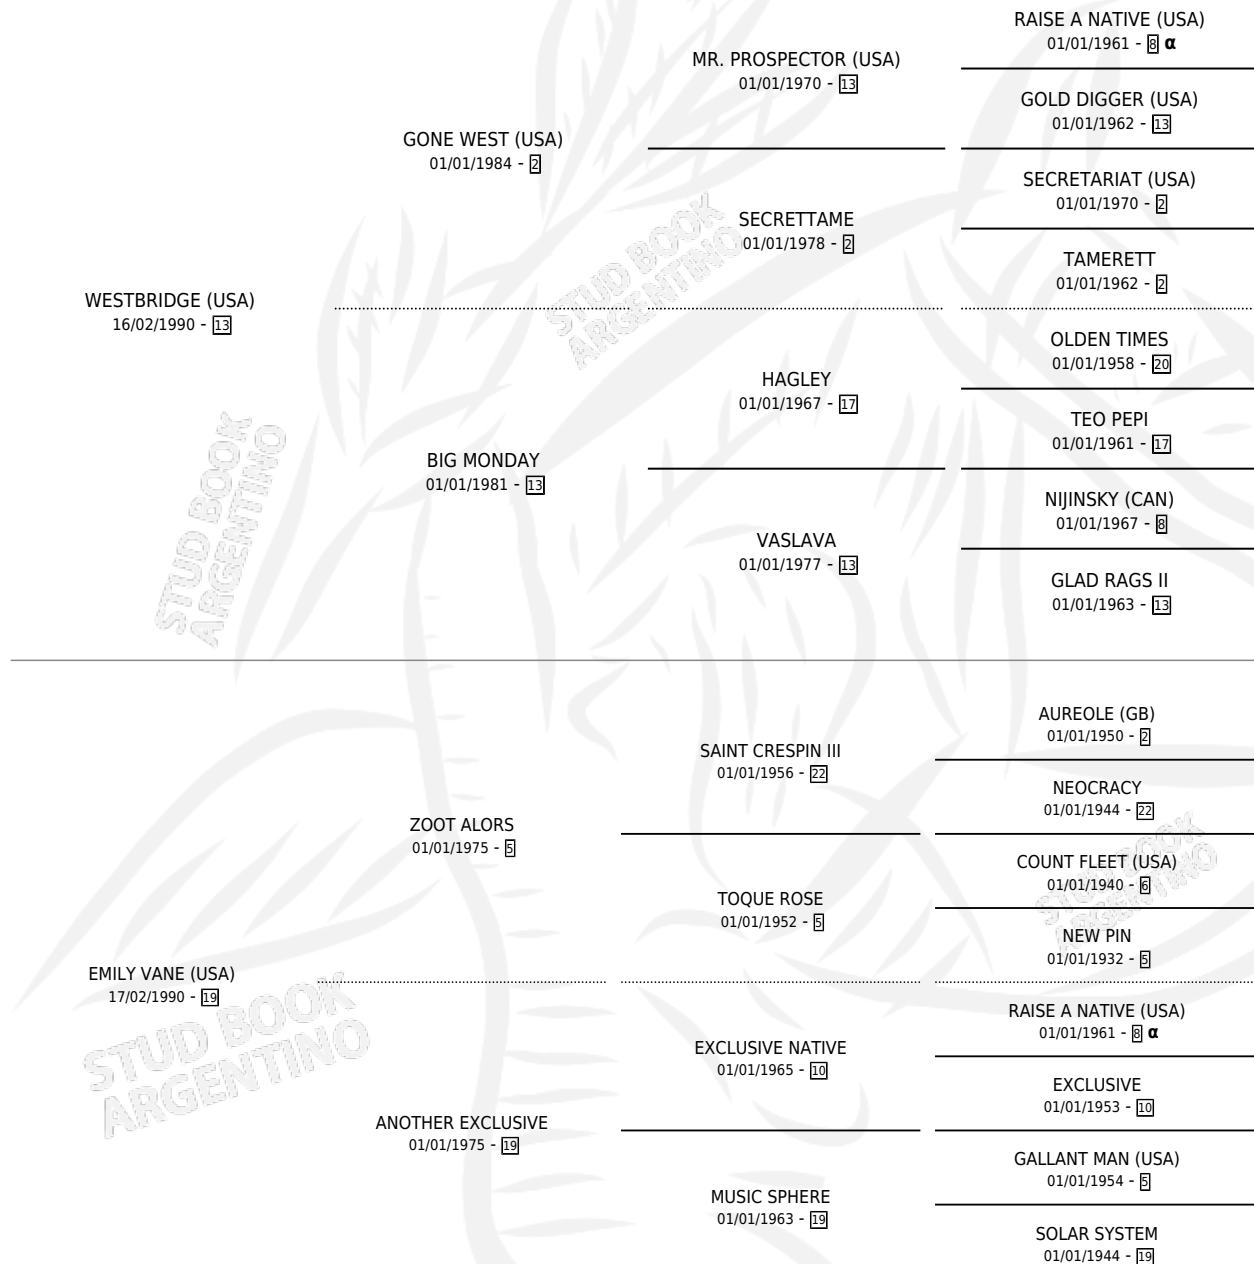 RAISE A NATIVE (USA)
01/01/1961 - 8 α
MR. PROSPECTOR (USA)
01/01/1970 - 13
GOLD DIGGER (USA)
01/01/1962 - 13
GONE WEST (USA)
01/01/1984 - 2
SECRETARIAT (USA)
01/01/1970 - 2
SECRETTAME
01/01/1978 - 2
TAMERETT
01/01/1962 - 2
WESTBRIDGE (USA)
16/02/1990 - 13
OLDEN TIMES
01/01/1958 - 20
HAGLEY
01/01/1967 - 17
TEO PEPI
01/01/1961 - 17
BIG MONDAY
01/01/1981 - 13
NIJINSKY (CAN)
01/01/1967 - 8
VASLAVA
01/01/1977 - 13
GLAD RAGS II
01/01/1963 - 13
AUREOLE (GB)
01/01/1950 - 2
SAINT CRESPIN III
01/01/1956 - 22
NEOCRACY
01/01/1944 - 22
ZOOT ALORS
01/01/1975 - 5
COUNT FLEET (USA)
01/01/1940 - 6
TOQUE ROSE
01/01/1952 - 5
NEW PIN
01/01/1932 - 5
EMILY VANE (USA)
17/02/1990 - 19
RAISE A NATIVE (USA)
01/01/1961 - 8 α
EXCLUSIVE NATIVE
01/01/1965 - 10
EXCLUSIVE
01/01/1953 - 10
ANOTHER EXCLUSIVE
01/01/1975 - 19
GALLANT MAN (USA)
01/01/1954 - 5
MUSIC SPHERE
01/01/1963 - 19
SOLAR SYSTEM
01/01/1944 - 19
STUD BOOK
ARGENTINO
STUD BOOK
ARGENTINO
STUD BOOK
ARGENTINO
STUD BOOK
ARGENTINO